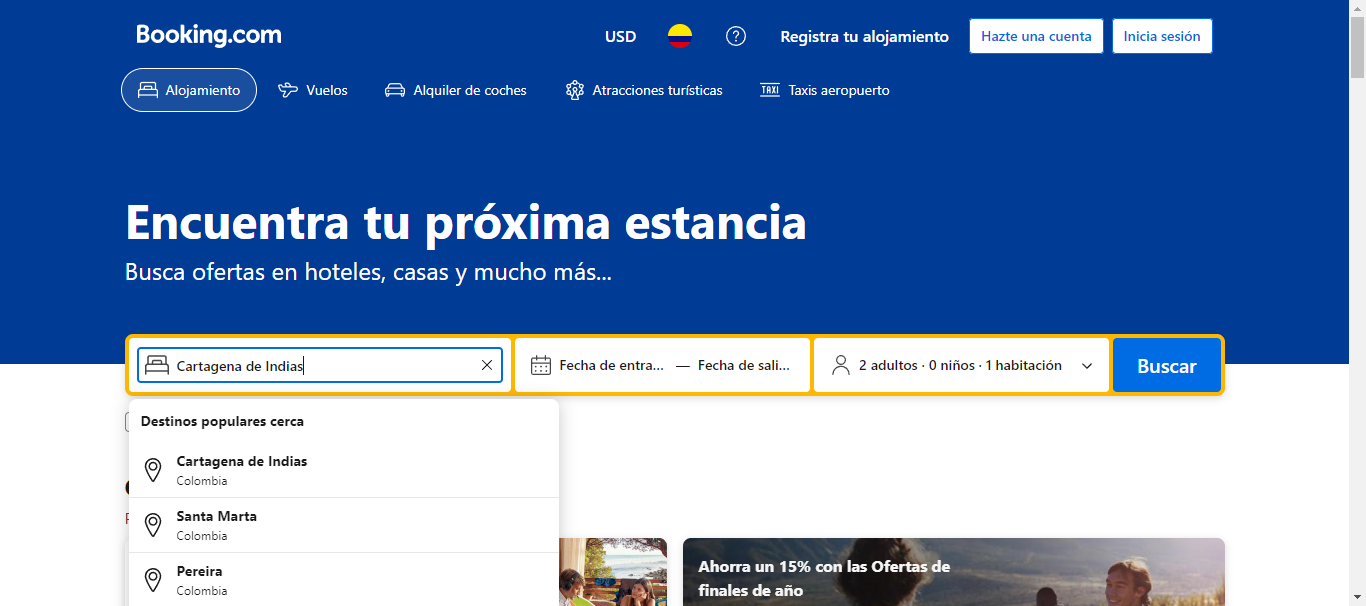 Booking.com
USD
Registra tu alojamiento
Hazte una cuenta
Inicia sesión
Alojamiento
Vuelos
Alquiler de coches
Atracciones turísticas
TAXI
Taxis aeropuerto
Encuentra tu próxima estancia
Busca ofertas en hoteles, casas y mucho más...
Cartagena de Indias
Fecha de entra... — Fecha de sali...
2 adultos · 0 niños · 1 habitación
Buscar
Destinos populares cerca
Cartagena de Indias
Colombia
Santa Marta
Colombia
Pereira
Colombia
Ahorra un 15% con las Ofertas de
finales de año